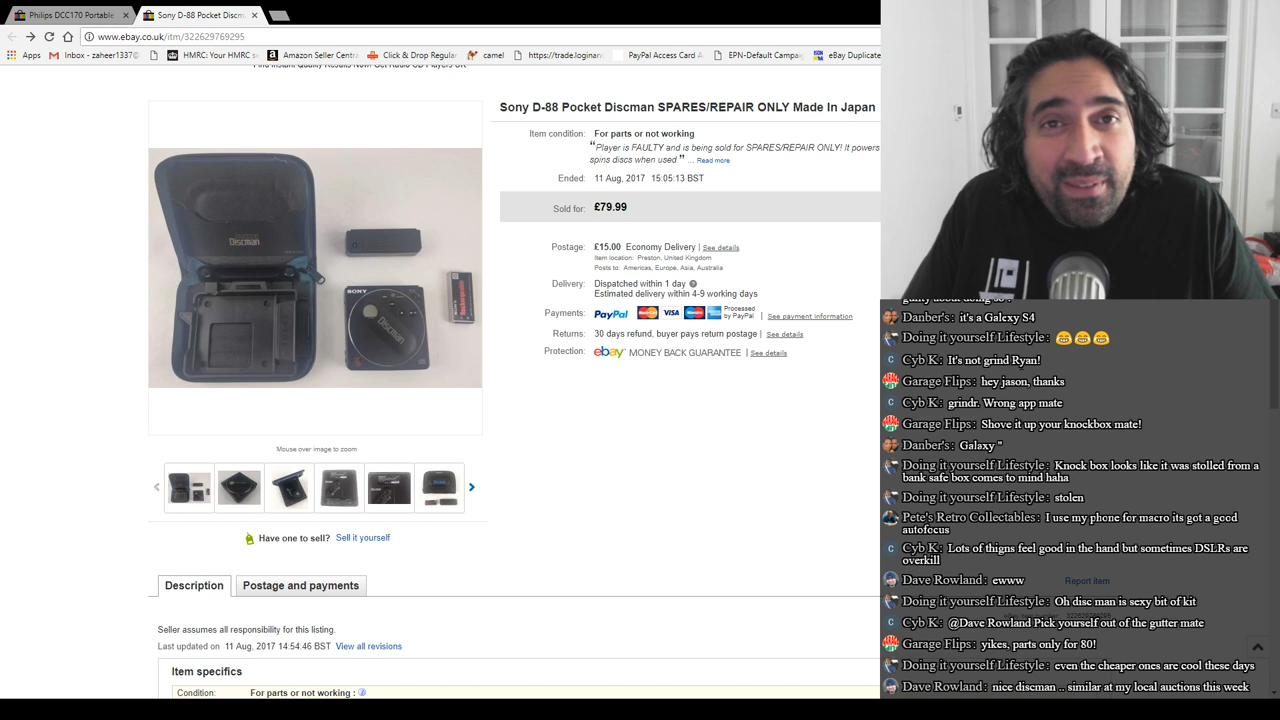 Philips DCC170 Portable
Sony D-88 Pocket Discm
www.ebay.co.uk/itm/322629769295
Apps
Inbox - zaheer1337@
HMRC: Your HMRC s
Amazon Seller Centr
Click & Drop Regular
camel
https://trade.loginan
PayPal Access Card A
EPN-Default Campai
eBay Duplicate
Sony D-88 Pocket Discman SPARES/REPAIR ONLY Made In Japan
Item condition: For parts or not working
"Player is FAULTY and is being sold for SPARES/REPAIR ONLY! It powers
spins discs when used " ... Read more
Ended: 11 Aug, 2017 15:05:13 BST
Sold for: £79.99
Postage: £15.00 Economy Delivery | See details
Item location: Preston, United Kingdom
Posts to: Americas, Europe, Asia, Australia
Delivery: Dispatched within 1 day
Estimated delivery within 4-9 working days
Payments: PayPal VISA Processed by PayPal | See payment information
Returns: 30 days refund, buyer pays return postage | See details
Protection: ebay MONEY BACK GUARANTEE | See details
Discman
SONY
Discman
Mouse over image to zoom
Have one to sell? Sell it yourself
Description
Postage and payments
Seller assumes all responsibility for this listing.
Last updated on 11 Aug, 2017 14:54:46 BST View all revisions
Item specifics
Condition: For parts or not working :
Danber's: it's a Galcxy S4
Doing it yourself Lifestyle: 😂😂😂
Cyb K: It's not grind Ryan!
Garage Flips: hey jason, thanks
Cyb K: grindr. Wrong app mate
Garage Flips: Shove it up your knockbox mate!
Danber's: Galaxy "
Doing it yourself Lifestyle: Knock box looks like it was stolled from a
bank safe box comes to mind haha
Doing it yourself Lifestyle: stolen
Pete's Retro Collectables: I use my phone for macro its got a good
autofocus
Cyb K: Lots of thigns feel good in the hand but sometimes DSLRs are
overkill
Dave Rowland: ewww
Report item
Doing it yourself Lifestyle: Oh disc man is sexy bit of kit
Cyb K: @Dave Rowland Pick yourself out of the gutter mate
Garage Flips: yikes, parts only for 80!
Doing it yourself Lifestyle: even the cheaper ones are cool these days
Dave Rowland: nice discman .. similar at my local auctions this week